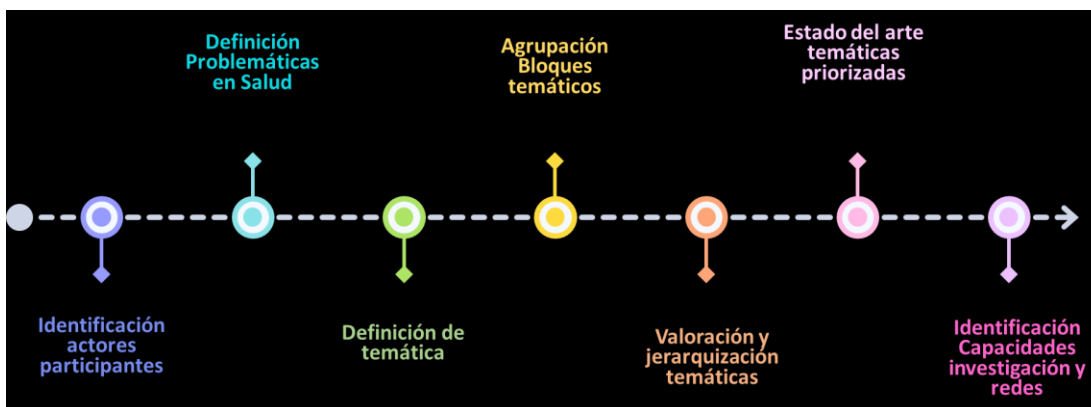 Identificación
actores
participantes
Definición
Problemáticas
en Salud
Definición de
temática
Agrupación
Bloques
temáticos
Valoración y
jerarquización
temáticas
Estado del arte
temáticas
priorizadas
Identificación
Capacidades
investigación y
redes